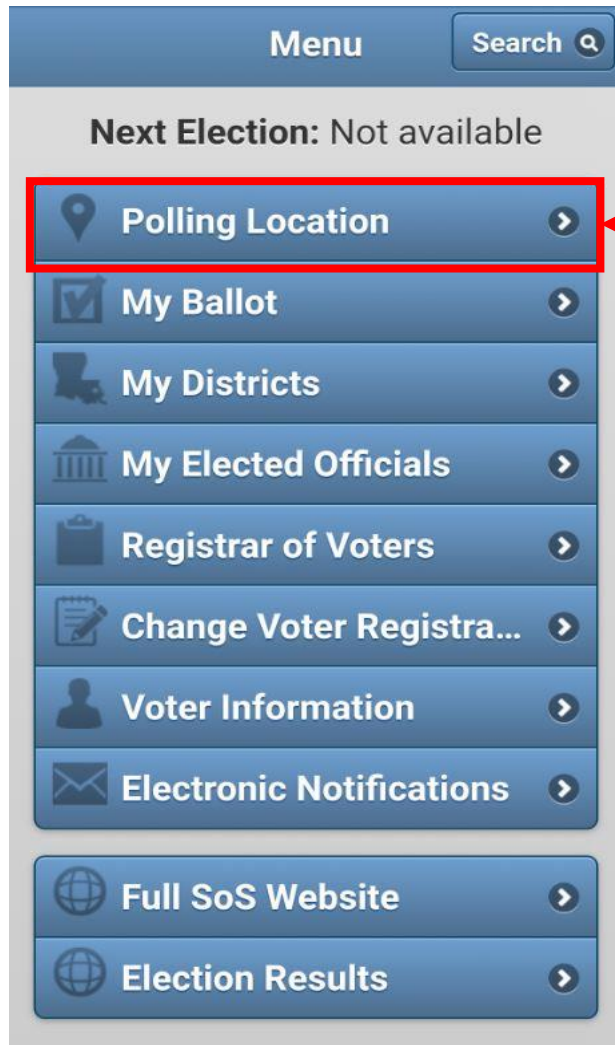 Menu
Search
Next Election: Not available
Polling Location
My Ballot
My Districts
My Elected Officials
Registrar of Voters
Change Voter Registra...
Voter Information
Electronic Notifications
Full SoS Website
Election Results